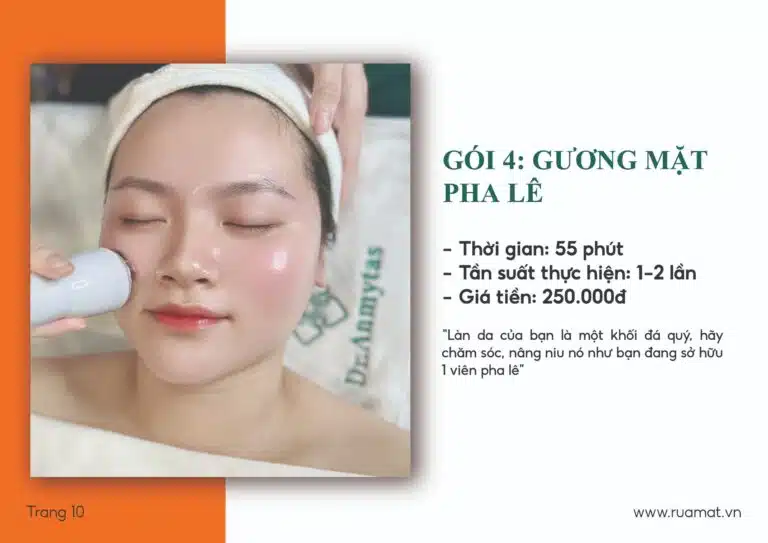 GÓI 4: GƯƠNG MẶT
PHA LÊ
- Thời gian: 55 phút
- Tần suất thực hiện: 1-2 lần
- Giá tiền: 250.000đ
"Làn da của bạn là một khối đá quý, hãy
chăm sóc, nâng niu nó như bạn đang sở hữu
1 viên pha lê"
Dr.Anmytas
Trang 10
www.ruamat.vn